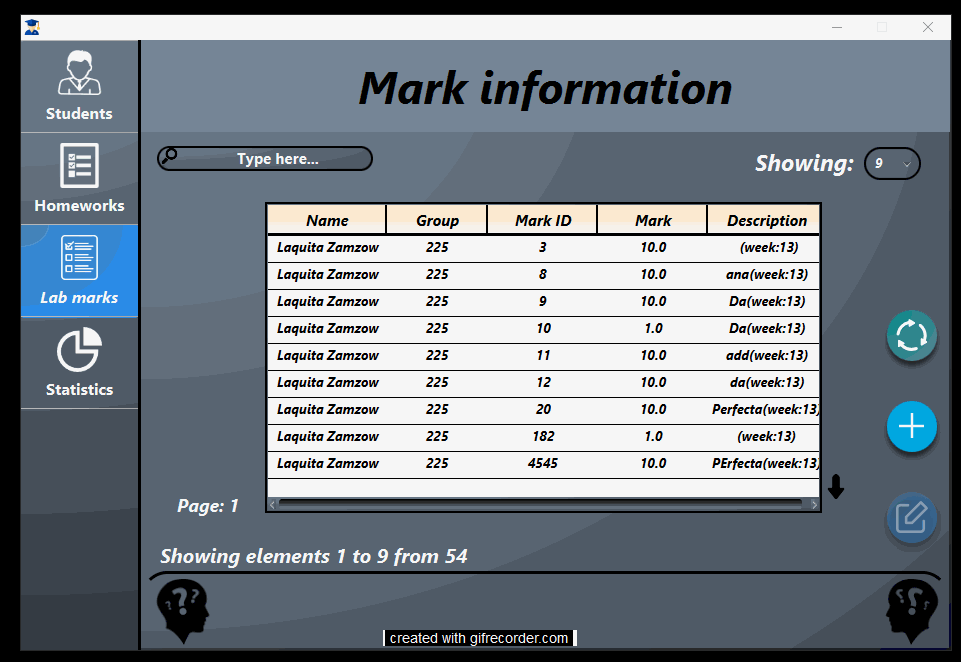 Mark information
Students
Homeworks
Lab marks
Statistics
Type here...
Showing: 9
Name Group Mark ID Mark Description
Laquita Zamzow 225 3 10.0 (week:13)
Laquita Zamzow 225 8 10.0 ana(week:13)
Laquita Zamzow 225 9 10.0 Da(week:13)
Laquita Zamzow 225 10 1.0 Da(week:13)
Laquita Zamzow 225 11 10.0 add(week:13)
Laquita Zamzow 225 12 10.0 da(week:13)
Laquita Zamzow 225 20 10.0 Perfecta(week:13)
Laquita Zamzow 225 182 1.0 (week:13)
Laquita Zamzow 225 4545 10.0 PErfecta(week:13)
Page: 1
Showing elements 1 to 9 from 54
created with gifrecorder.com